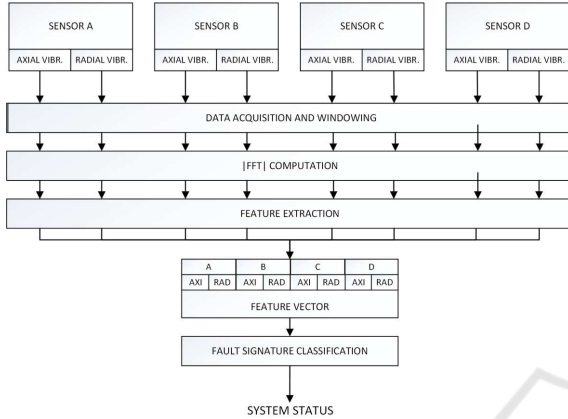 SENSOR A SENSOR B SENSOR C SENSOR D
AXIAL VIBR. RADIAL VIBR. AXIAL VIBR. RADIAL VIBR. AXIAL VIBR. RADIAL VIBR. AXIAL VIBR. RADIAL VIBR.
DATA ACQUISITION AND WINDOWING
|FFT| COMPUTATION
FEATURE EXTRACTION
A B C D
AXI RAD AXI RAD AXI RAD AXI RAD
FEATURE VECTOR
FAULT SIGNATURE CLASSIFICATION
SYSTEM STATUS